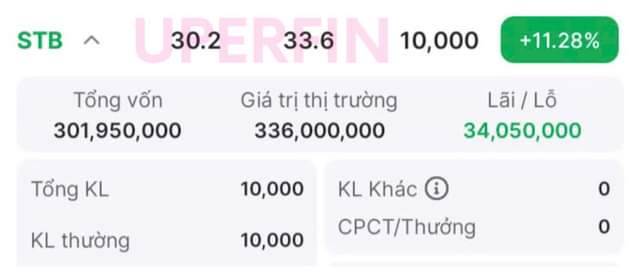 UPERFIN
STB 30.2 33.6 10,000 +11.28%
Tổng vốn Giá trị thị trường Lãi / Lỗ
301,950,000 336,000,000 34,050,000
Tổng KL 10,000 KL Khác 0
CPCT/Thưởng 0
KL thường 10,000